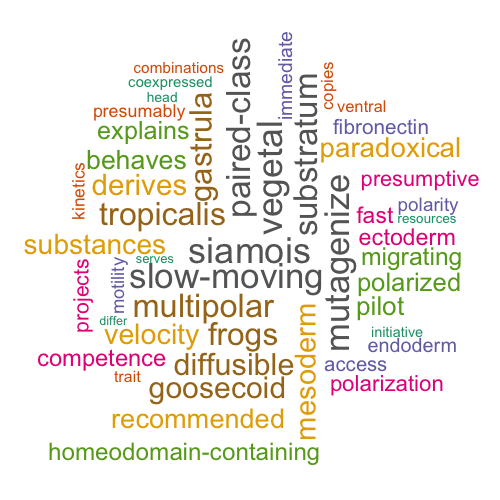 combinations
coexpressed
head
presumably
explains
behaves
derives
kinetics
gastrula
paired-class
vegetal
immediate
substratum
copies
ventral
fibronectin
paradoxical
presumptive
polarity
resources
fast
ectoderm
migrating
polarized
pilot
tropicalis
substances
siamois
serves
slow-moving
mutagenize
projects
motility
multipolar
differ
velocity
frogs
mesoderm
initiative
endoderm
competence
diffusible
access
trait
goosecoid
polarization
recommended
homeodomain-containing